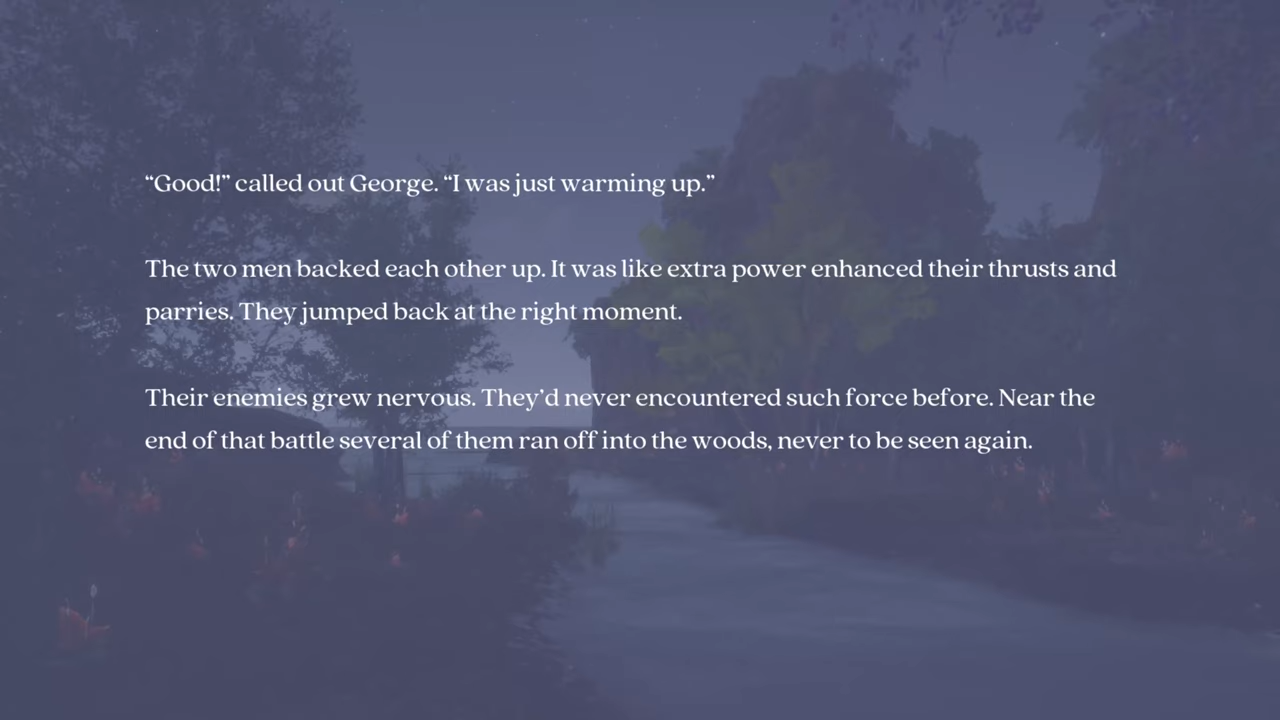 “Good!” called out George. “I was just warming up.”
The two men backed each other up. It was like extra power enhanced their thrusts and
parries. They jumped back at the right moment.
Their enemies grew nervous. They’d never encountered such force before. Near the
end of that battle several of them ran off into the woods, never to be seen again.